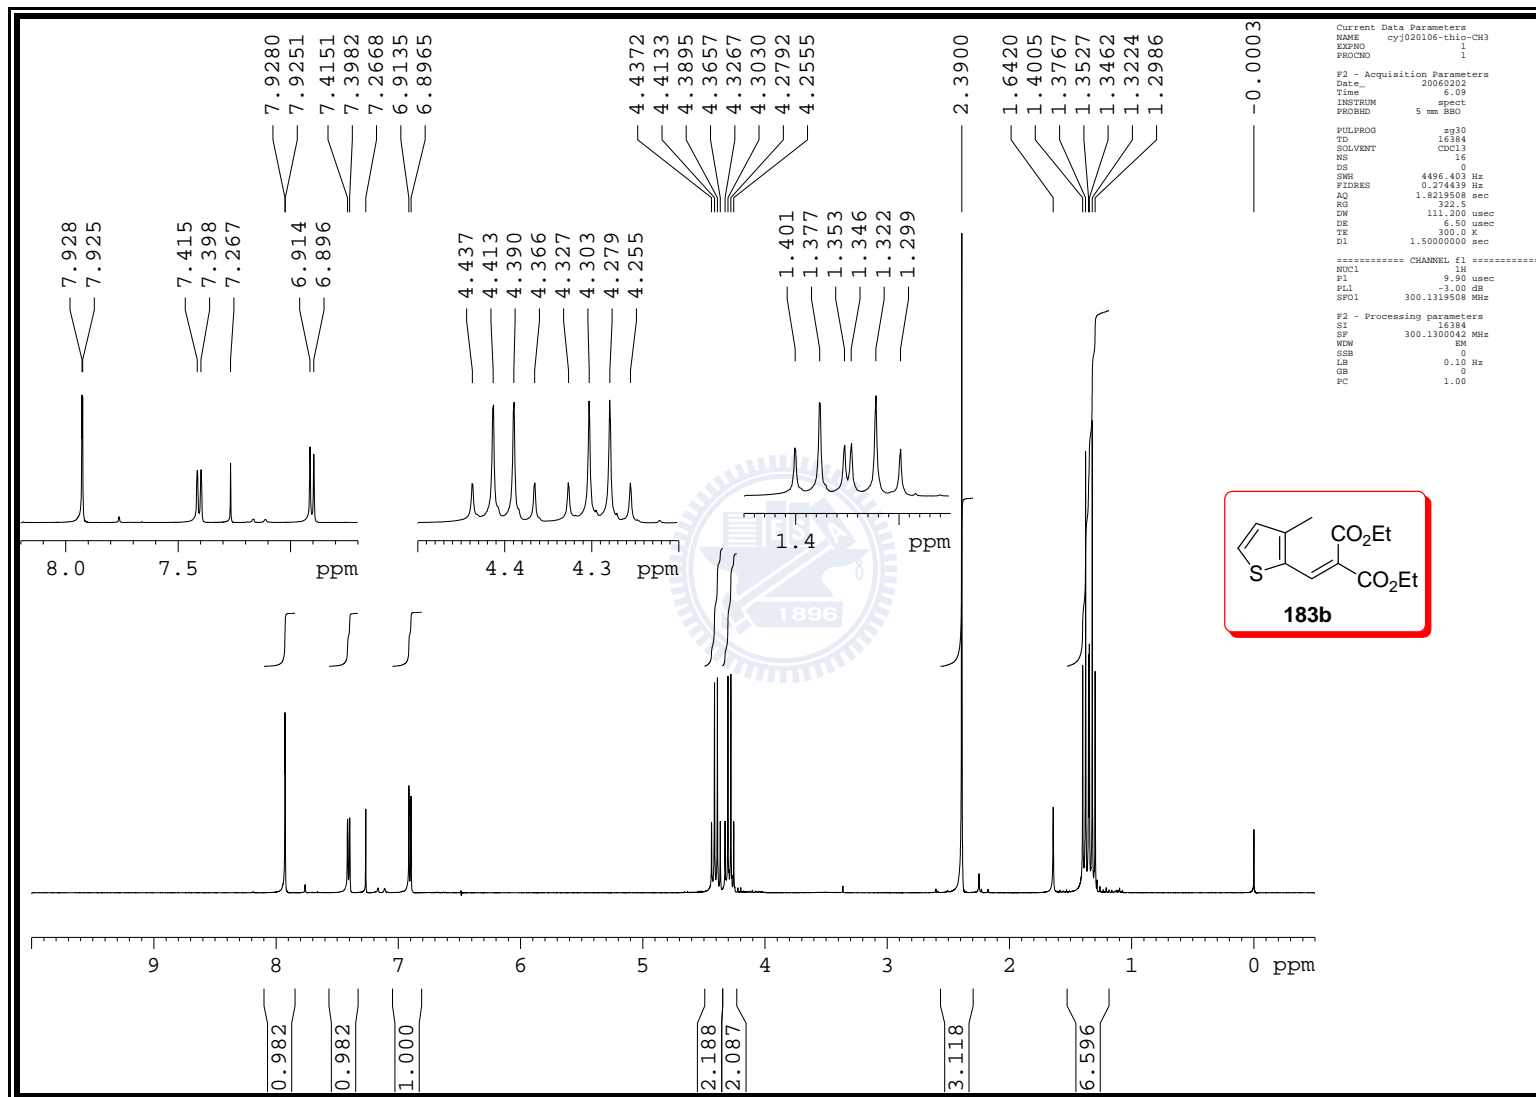 7.9280
7.9251
7.4151
7.3982
7.2668
6.9135
6.8965
4.4372
4.4133
4.3895
4.3657
4.3267
4.3030
4.2792
4.2555
2.3900
1.6420
1.4005
1.3767
1.3527
1.3462
1.3224
1.2986
-0.0003
Current Data Parameters
NAME cyj020106-thio-CH3
EXPNO 1
PROCNO 1
F2 - Acquisition Parameters
Date_ 20060202
Time 6.09
INSTRUM spect
PROBHD 5 mm BBO
PULPROG zg30
TD 16384
SOLVENT CDCl3
NS 16
DS 0
SWH 4496.403 Hz
FIDRES 0.274439 Hz
AQ 1.8219508 sec
RG 322.5
DW 111.200 usec
DE 6.50 usec
TE 300.0 K
D1 1.50000000 sec
============ CHANNEL f1 ============
NUC1 1H
P1 9.90 usec
PL1 -3.00 dB
SFO1 300.1319508 MHz
F2 - Processing parameters
SI 16384
SF 300.1300042 MHz
WDW EM
SSB 0
LB 0.10 Hz
GB 0
PC 1.00
7.928
7.925
7.415
7.398
7.267
6.914
6.896
4.437
4.413
4.390
4.366
4.327
4.303
4.279
4.255
1.401
1.377
1.353
1.346
1.322
1.299
8.0 7.5 ppm
4.4 4.3 ppm
1.4 ppm
ES A
1896
S
CO2Et
CO2Et
183b
9 8 7 6 5 4 3 2 1 0 ppm
0.982
0.982
1.000
2.188
2.087
3.118
6.596